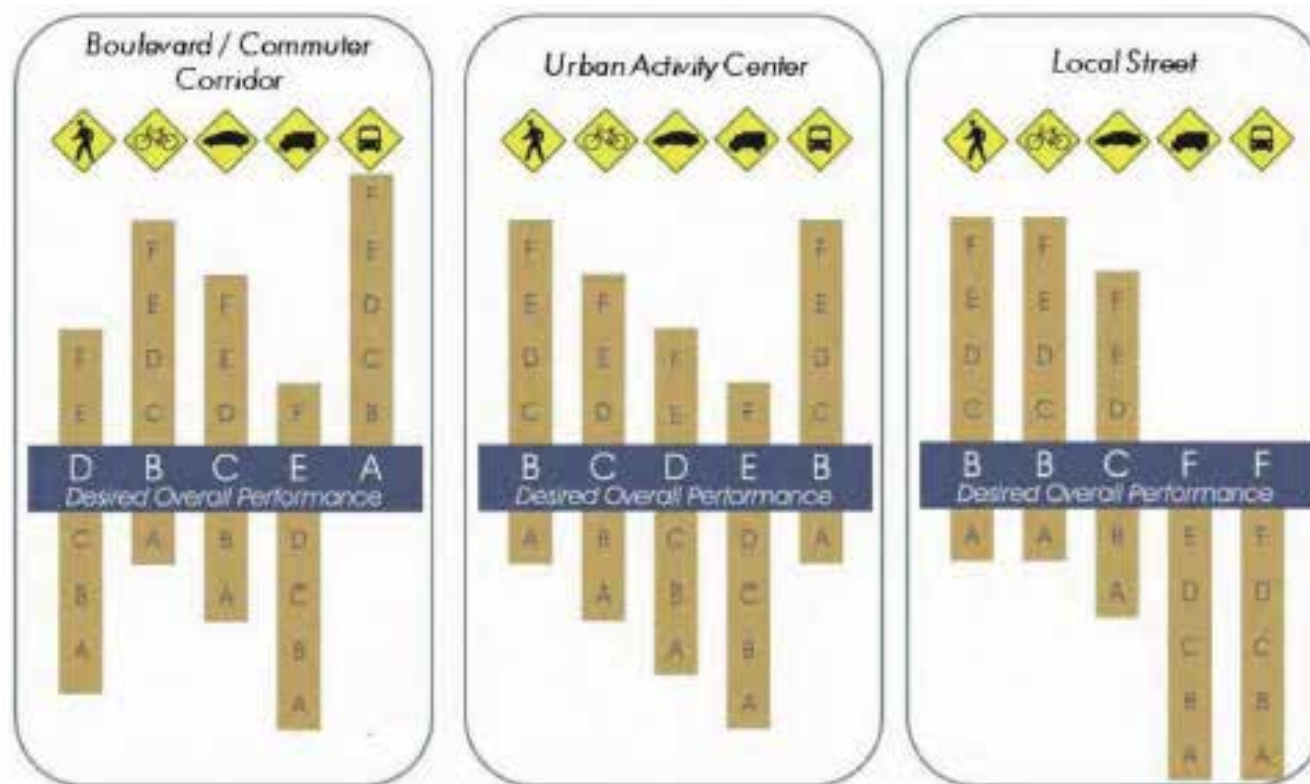 Boulevard / Commuter
Corridor
F
F E
E F D
F D E C
E C D F B
D B C E A
Desired Overall Performance
C A B D
B A C
A B
A
Urban Activity Center
F F
E F E
D E F D
C D E F C
B C D E B
Desired Overall Performance
A B C D A
A B C
A B
A
Local Street
F F
E E F
D D E
C C D
B B C F F
Desired Overall Performance
A A B E E
A D D
C C
B B
A A